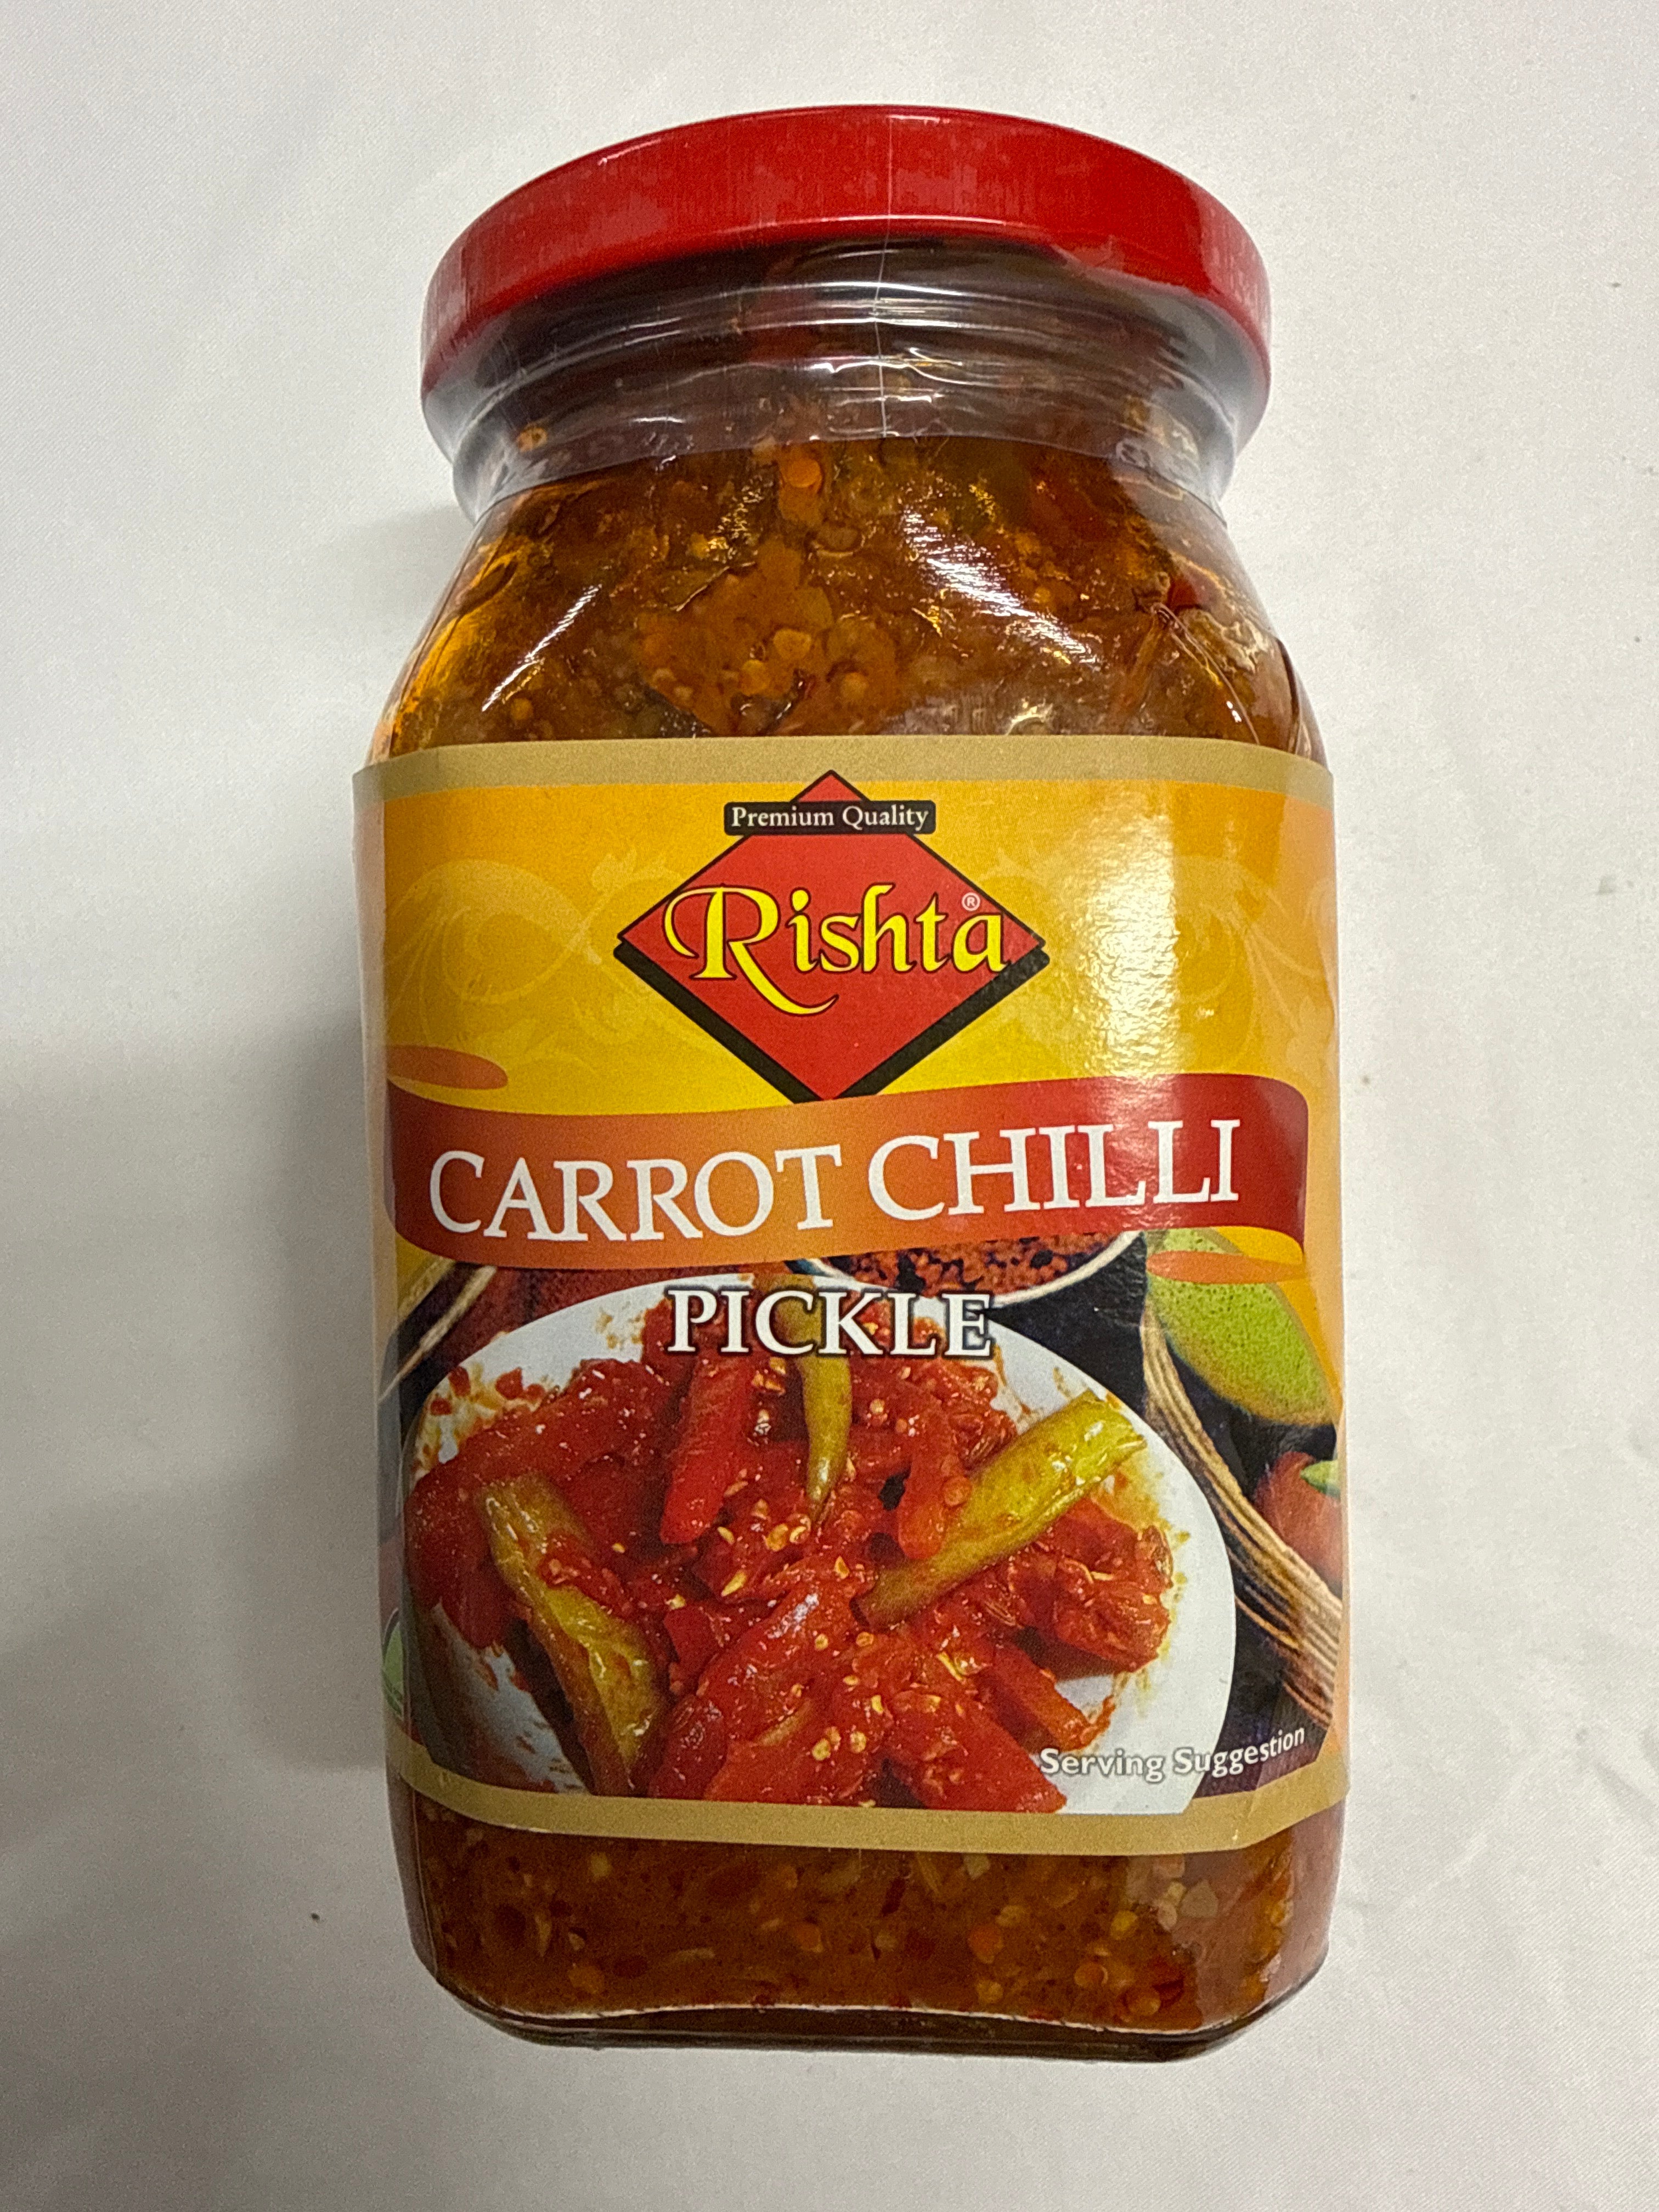 Premium Quality
Rishta®
CARROT CHILLI
PICKLE
Serving Suggestion